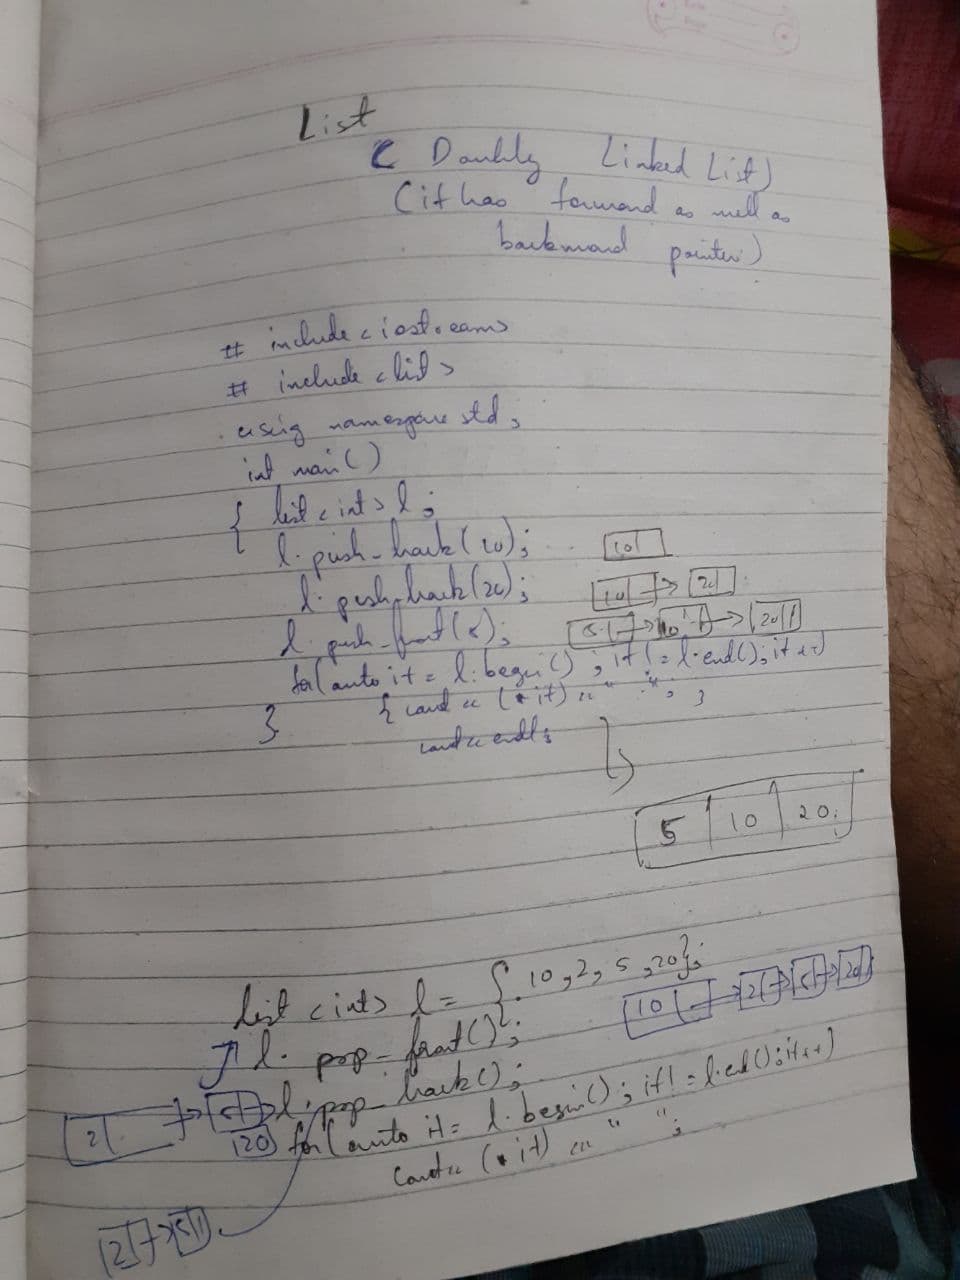 List
( Doubly Linked List)
(it has forward as well as
backward pointer)
# include <iostream>
# include <list>
using namespace std;
int main()
{ list <int> l;
l. push_back(10); 10
l. push_back(20); 10 → 20
l. push_front(5); 5 → 10 → 20
for(auto it = l.begin(); it != l.end(); it++)
{ cout << (*it) << " "; }
} cout << endl;
5 10 20
list <int> l = { 10, 2, 5, 20};
10 → 2 → 5 → 20
l. pop_front();
l. pop_back();
2 → 5
20
for(auto it = l.begin(); it != l.end(); it++)
cout << (*it) << " ";
2 → 5